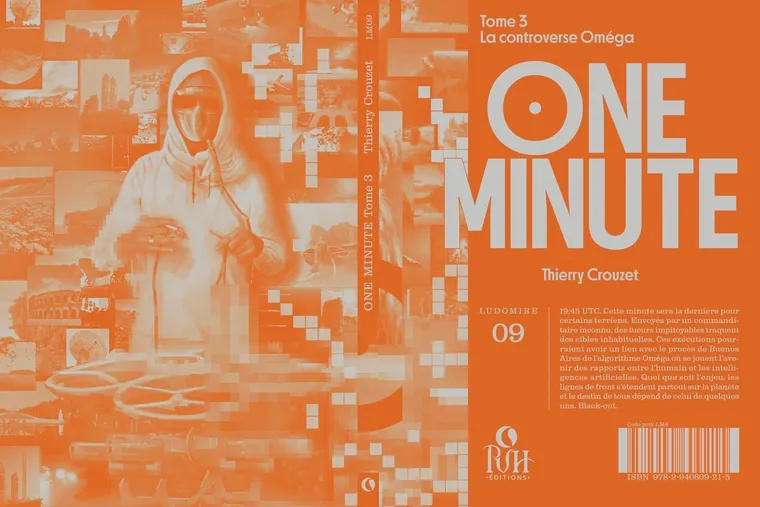 LM09
Thierry Crouzet
ONE MINUTE Tome 3
Tome 3
La controverse Oméga
ONE
MINUTE
Thierry Crouzet
LUDOMIRE
09
19:45 UTC. Cette minute sera la dernière pour
certains terriens. Envoyés par un commandi-
taire inconnu, des tueurs impitoyables traquent
des cibles inhabituelles. Ces exécutions pour-
raient avoir un lien avec le procès de Buenos
Aires de l'algorithme Oméga où se jouent l'ave-
nir des rapports entre l'humain et les intelli-
gences artificielles. Quel que soit l'enjeu, les
lignes de front s'étendent partout sur la planète
et le destin de tous dépend de celui de quelques
uns. Black-out.
Code prix LM8
PVH
·ÉDITIONS·
ISBN 978-2-940609-21-5